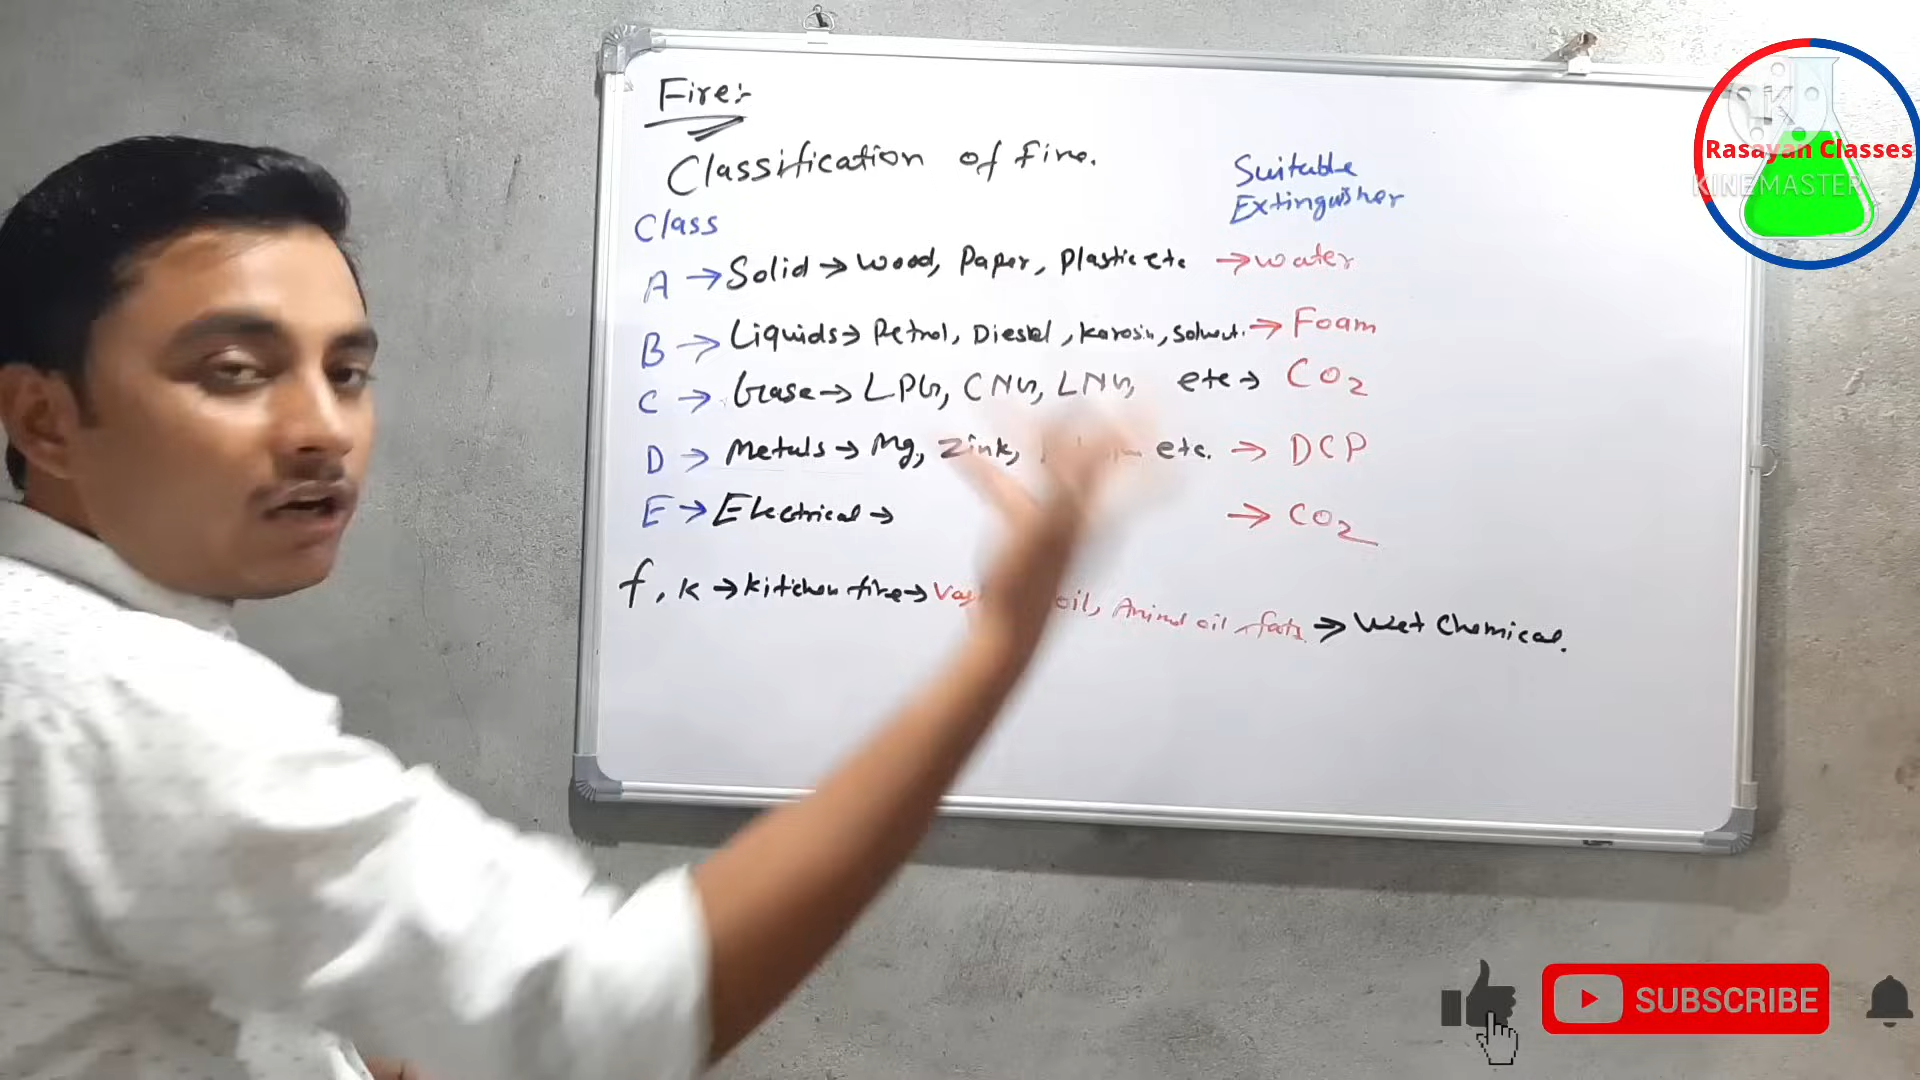 Fire:-
Classification of fire.
Suitable
Extinguisher
Class
A → Solid → Wood, Paper, Plastic etc → water
B → Liquids → Petrol, Diesel, Karosin, Solvent. → Foam
C → Gase → LPG, CNG, LNG, etc → CO2
D → Metals → Mg, Zink, etc. → DCP
E → Electrical → → CO2
f, K → Kitchen fire → oil, Animal oil, fats → Wet Chemical.
Rasayan Classes
KINEMASTER
SUBSCRIBE